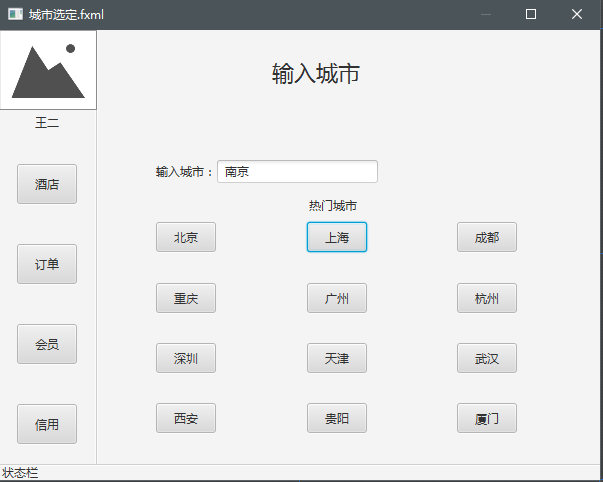 城市选定.fxml
输入城市
王二
输入城市： 南京
酒店
热门城市
北京 上海 成都
订单
重庆 广州 杭州
会员
深圳 天津 武汉
信用
西安 贵阳 厦门
状态栏